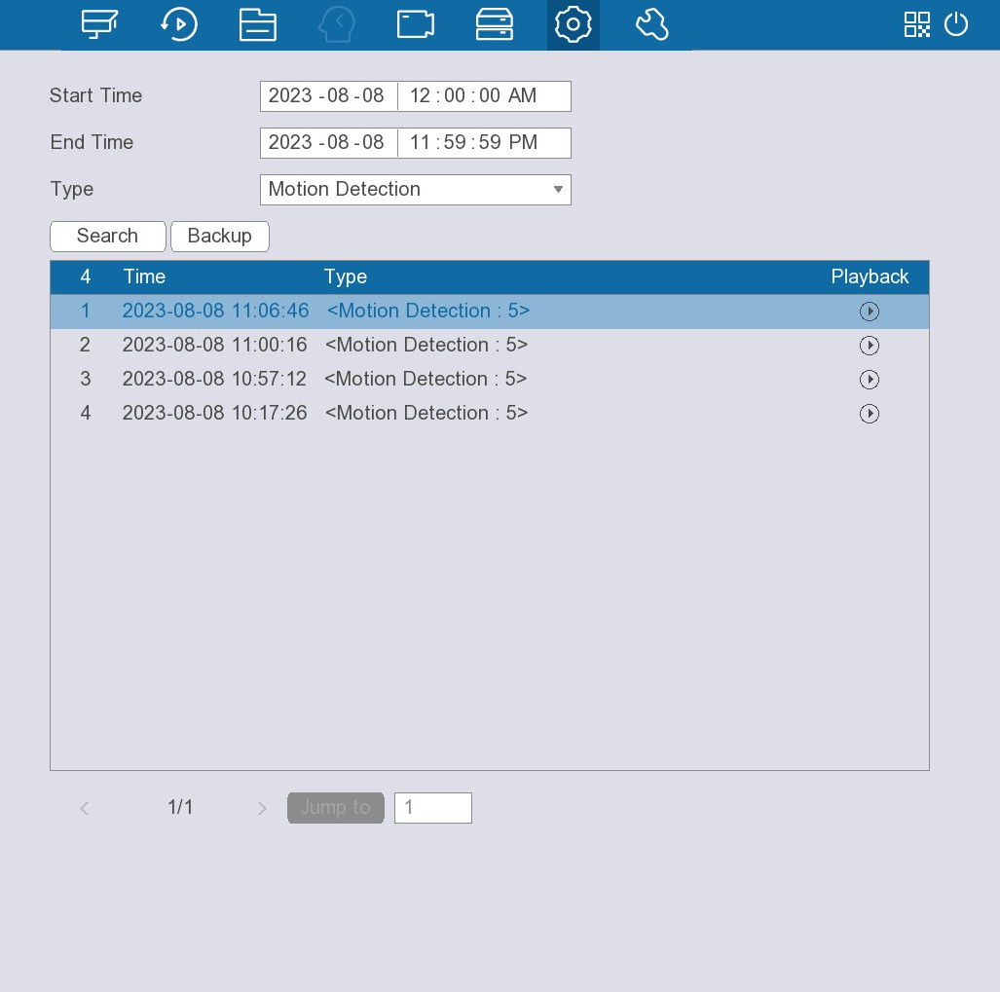 Start Time 2023 -08-08 12:00:00 AM
End Time 2023 -08-08 11:59:59 PM
Type Motion Detection
Search Backup
4 Time Type Playback
1 2023-08-08 11:06:46 <Motion Detection : 5>
2 2023-08-08 11:00:16 <Motion Detection : 5>
3 2023-08-08 10:57:12 <Motion Detection : 5>
4 2023-08-08 10:17:26 <Motion Detection : 5>
< 1/1 > Jump to 1